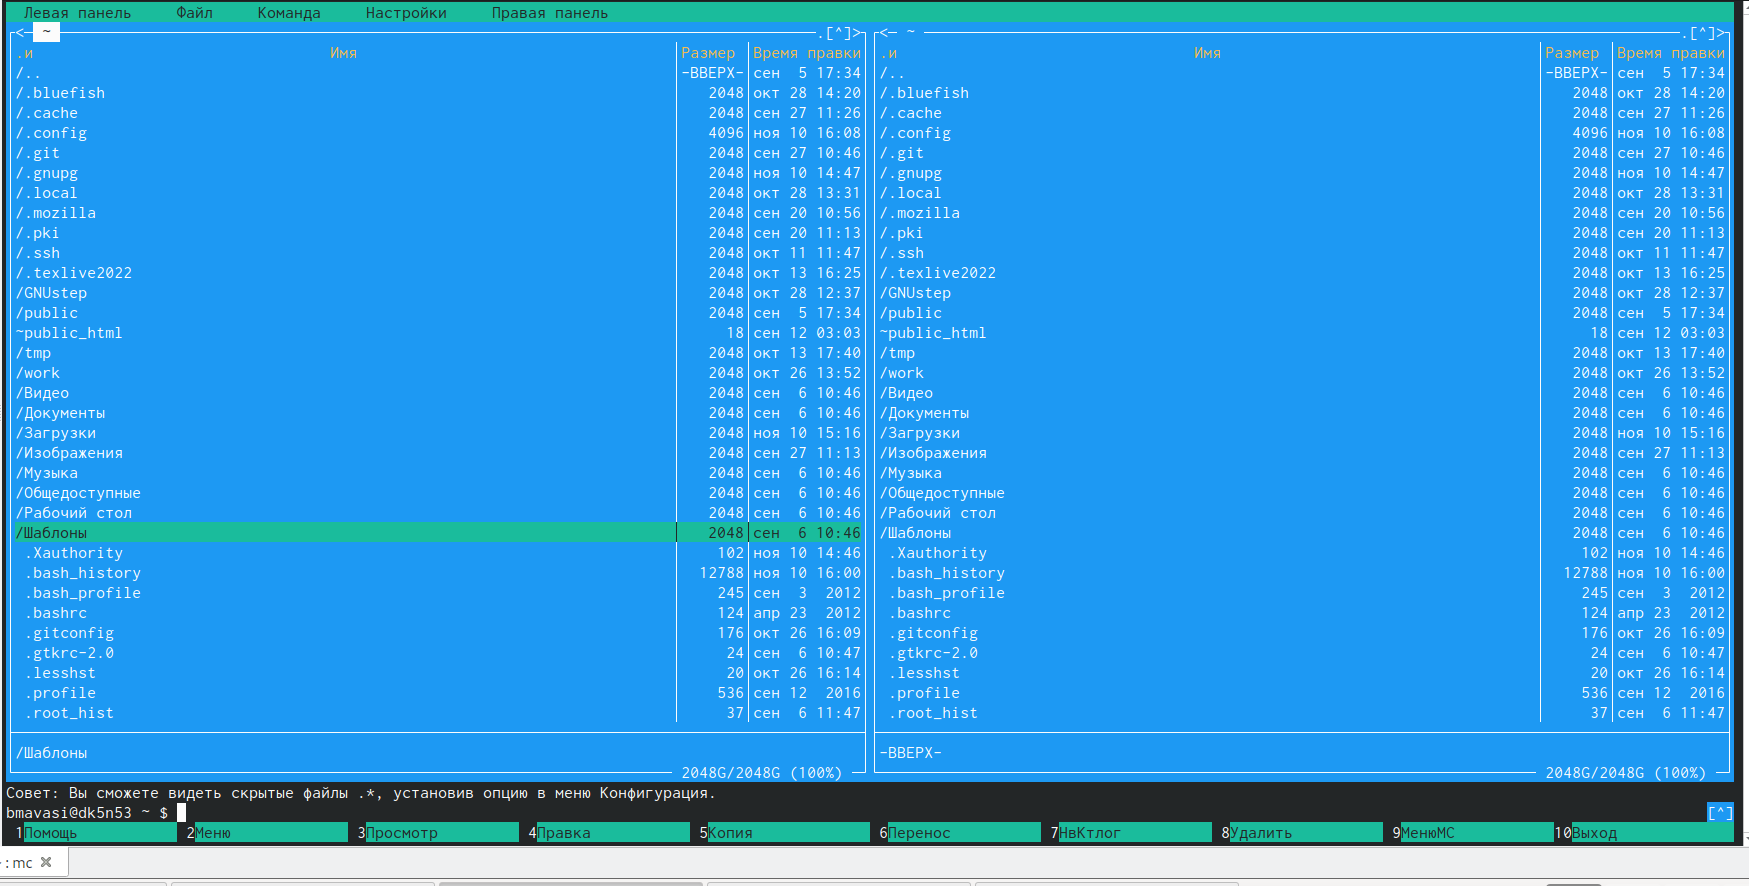 Левая панель Файл Команда Настройки Правая панель
<─ ~ .[^]> <─ ~ .[^]>
.и Имя Размер Время правки .и Имя Размер Время правки
/.. -ВВЕРХ- сен 5 17:34 /.. -ВВЕРХ- сен 5 17:34
/.bluefish 2048 окт 28 14:20 /.bluefish 2048 окт 28 14:20
/.cache 2048 сен 27 11:26 /.cache 2048 сен 27 11:26
/.config 4096 ноя 10 16:08 /.config 4096 ноя 10 16:08
/.git 2048 сен 27 10:46 /.git 2048 сен 27 10:46
/.gnupg 2048 ноя 10 14:47 /.gnupg 2048 ноя 10 14:47
/.local 2048 окт 28 13:31 /.local 2048 окт 28 13:31
/.mozilla 2048 сен 20 10:56 /.mozilla 2048 сен 20 10:56
/.pki 2048 сен 20 11:13 /.pki 2048 сен 20 11:13
/.ssh 2048 окт 11 11:47 /.ssh 2048 окт 11 11:47
/.texlive2022 2048 окт 13 16:25 /.texlive2022 2048 окт 13 16:25
/GNUstep 2048 окт 28 12:37 /GNUstep 2048 окт 28 12:37
/public 2048 сен 5 17:34 /public 2048 сен 5 17:34
~public_html 18 сен 12 03:03 ~public_html 18 сен 12 03:03
/tmp 2048 окт 13 17:40 /tmp 2048 окт 13 17:40
/work 2048 окт 26 13:52 /work 2048 окт 26 13:52
/Видео 2048 сен 6 10:46 /Видео 2048 сен 6 10:46
/Документы 2048 сен 6 10:46 /Документы 2048 сен 6 10:46
/Загрузки 2048 ноя 10 15:16 /Загрузки 2048 ноя 10 15:16
/Изображения 2048 сен 27 11:13 /Изображения 2048 сен 27 11:13
/Музыка 2048 сен 6 10:46 /Музыка 2048 сен 6 10:46
/Общедоступные 2048 сен 6 10:46 /Общедоступные 2048 сен 6 10:46
/Рабочий стол 2048 сен 6 10:46 /Рабочий стол 2048 сен 6 10:46
/Шаблоны 2048 сен 6 10:46 /Шаблоны 2048 сен 6 10:46
.Xauthority 102 ноя 10 14:46 .Xauthority 102 ноя 10 14:46
.bash_history 12788 ноя 10 16:00 .bash_history 12788 ноя 10 16:00
.bash_profile 245 сен 3 2012 .bash_profile 245 сен 3 2012
.bashrc 124 апр 23 2012 .bashrc 124 апр 23 2012
.gitconfig 176 окт 26 16:09 .gitconfig 176 окт 26 16:09
.gtkrc-2.0 24 сен 6 10:47 .gtkrc-2.0 24 сен 6 10:47
.lesshst 20 окт 26 16:14 .lesshst 20 окт 26 16:14
.profile 536 сен 12 2016 .profile 536 сен 12 2016
.root_hist 37 сен 6 11:47 .root_hist 37 сен 6 11:47
/Шаблоны -ВВЕРХ-
2048G/2048G (100%) 2048G/2048G (100%)
Совет: Вы сможете видеть скрытые файлы .*, установив опцию в меню Конфигурация.
bmavasi@dk5n53 ~ $ [^]
1Помощь 2Меню 3Просмотр 4Правка 5Копия 6Перенос 7НвКтлог 8Удалить 9МенюМС 10Выход
: mc